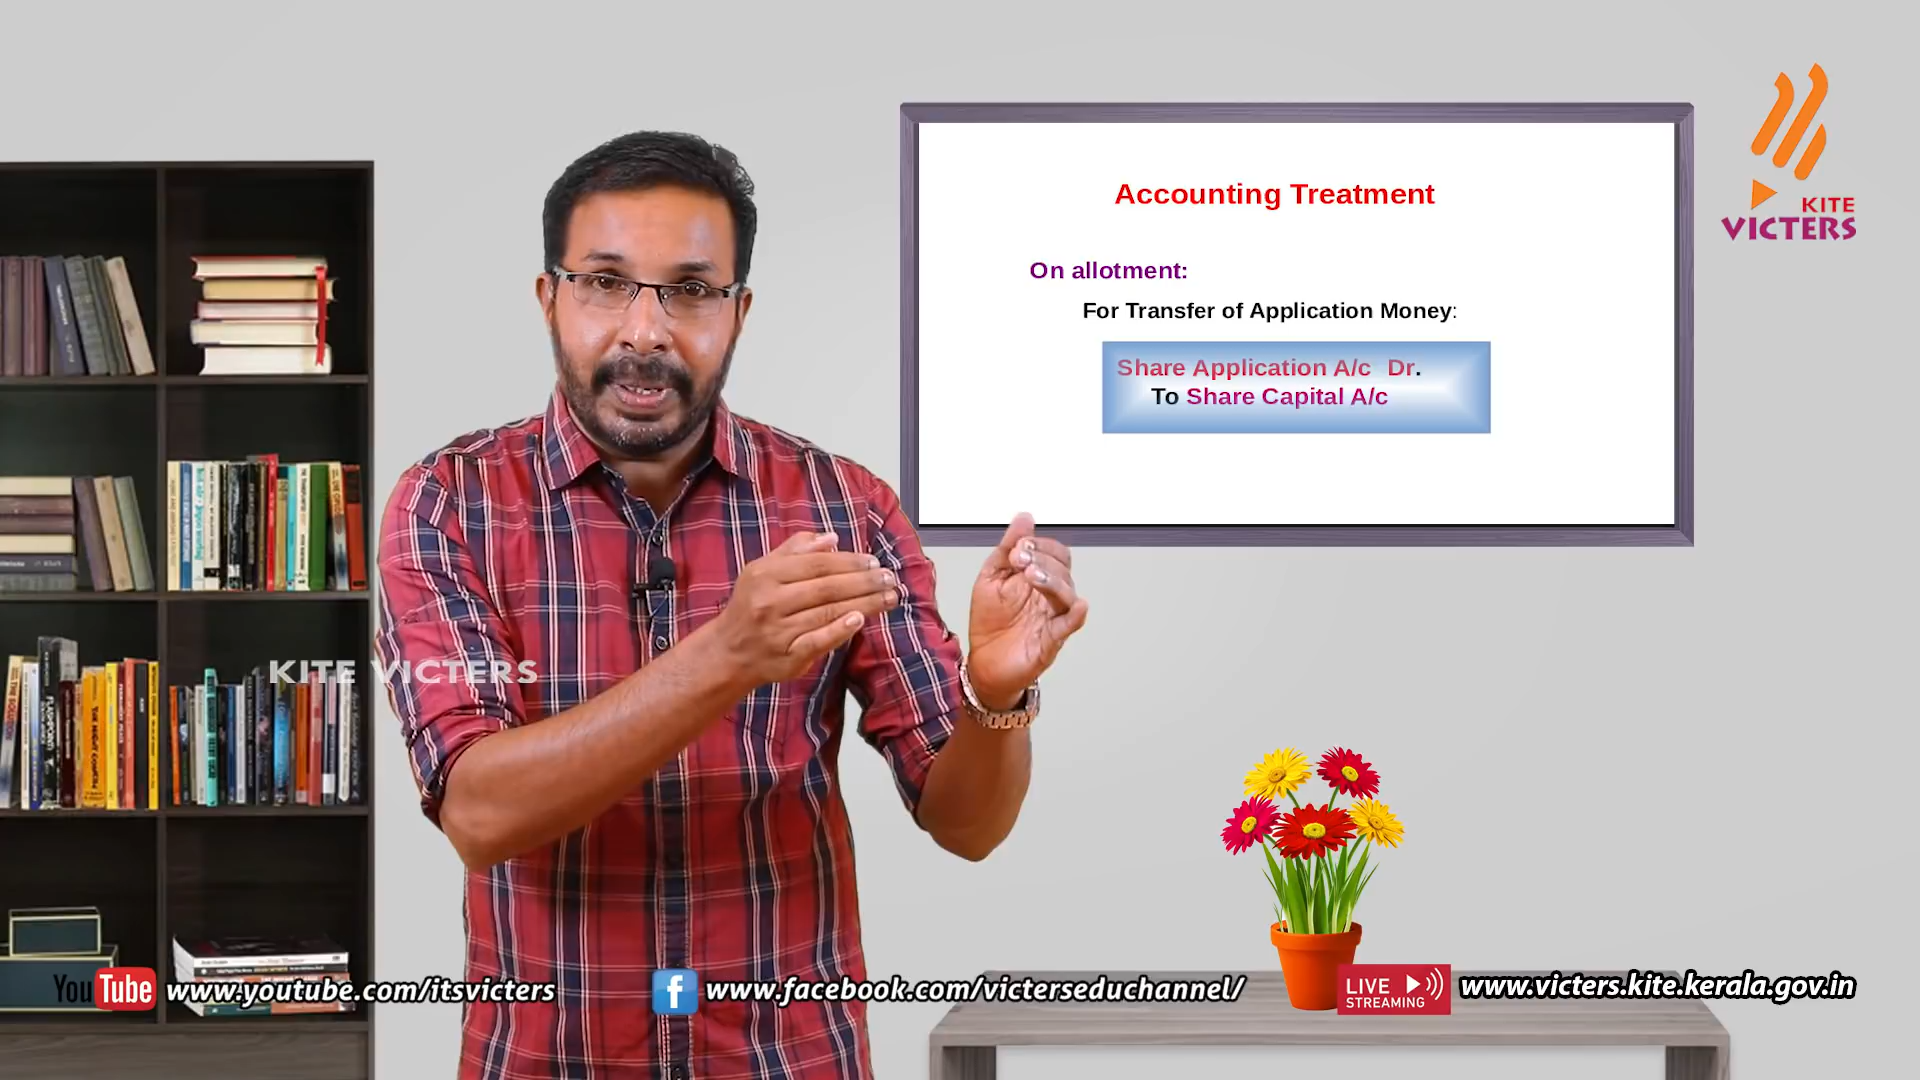 Accounting Treatment
On allotment:
For Transfer of Application Money:
Share Application A/c Dr.
To Share Capital A/c
KITE
VICTERS
KITE VICTERS
YouTube www.youtube.com/itsvicters
f www.facebook.com/victerseduchannel/
LIVE STREAMING www.victers.kite.kerala.gov.in